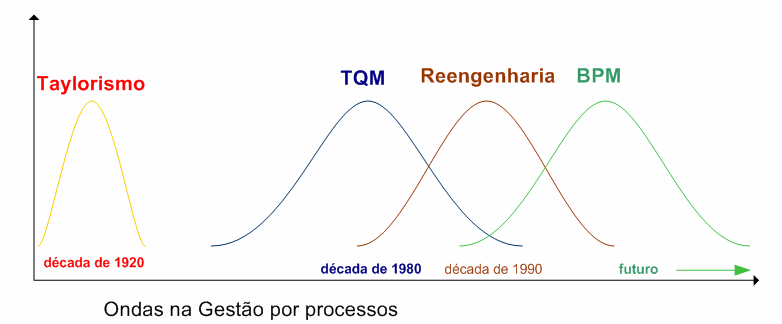 Taylorismo
TQM
Reengenharia
BPM
década de 1920
década de 1980
década de 1990
futuro
Ondas na Gestão por processos